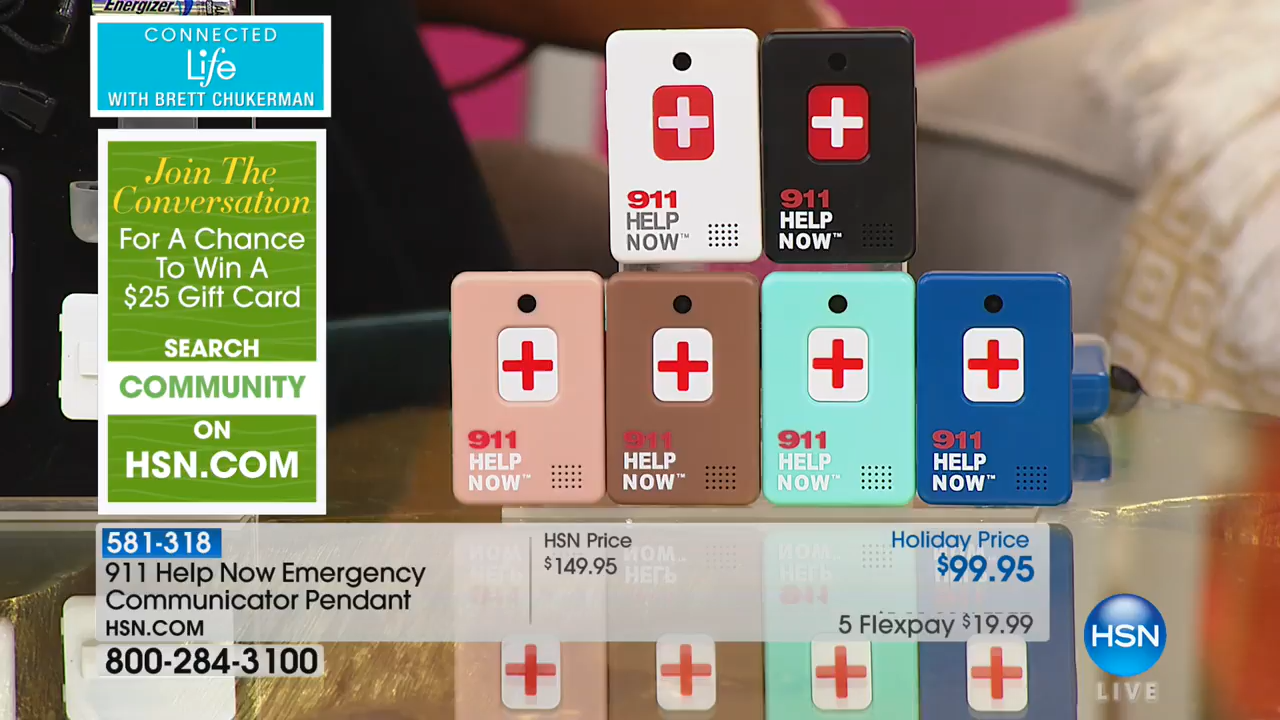 Energizer
CONNECTED
Life
WITH BRETT CHUKERMAN
Join The
Conversation
For A Chance
To Win A
$25 Gift Card
SEARCH
COMMUNITY
ON
HSN.COM
911
HELP
NOW™
911
HELP
NOW™
911
HELP
NOW™
911
HELP
NOW™
911
HELP
NOW™
911
HELP
NOW™
581-318
911 Help Now Emergency
Communicator Pendant
HSN.COM
800-284-3100
HSN Price
$149.95
Holiday Price
$99.95
5 Flexpay $19.99
HSN
LIVE